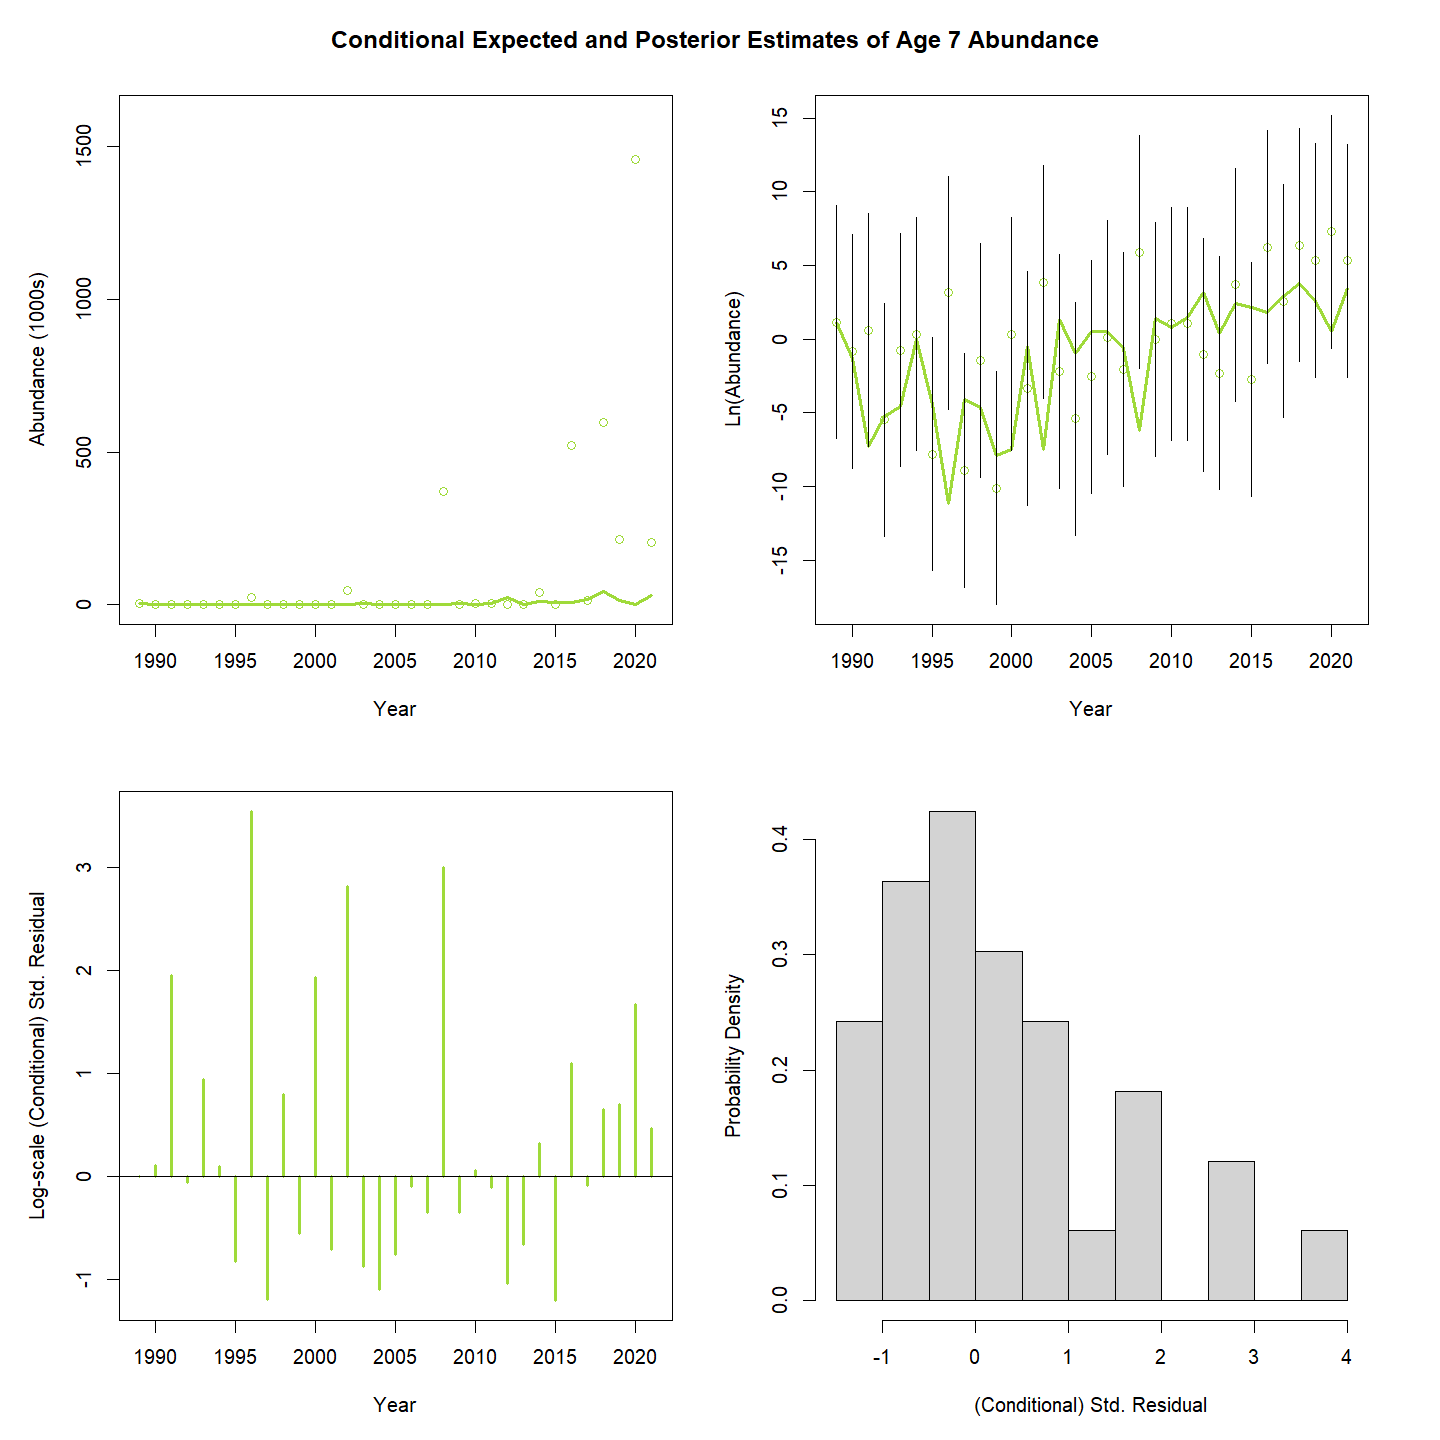 Conditional Expected and Posterior Estimates of Age 7 Abundance
Abundance (1000s)
1500
1000
500
0
1990 1995 2000 2005 2010 2015 2020
Year
Ln(Abundance)
15
10
5
0
-5
-10
-15
1990 1995 2000 2005 2010 2015 2020
Year
Log-scale (Conditional) Std. Residual
3
2
1
0
-1
1990 1995 2000 2005 2010 2015 2020
Year
Probability Density
0.4
0.3
0.2
0.1
0.0
-1 0 1 2 3 4
(Conditional) Std. Residual